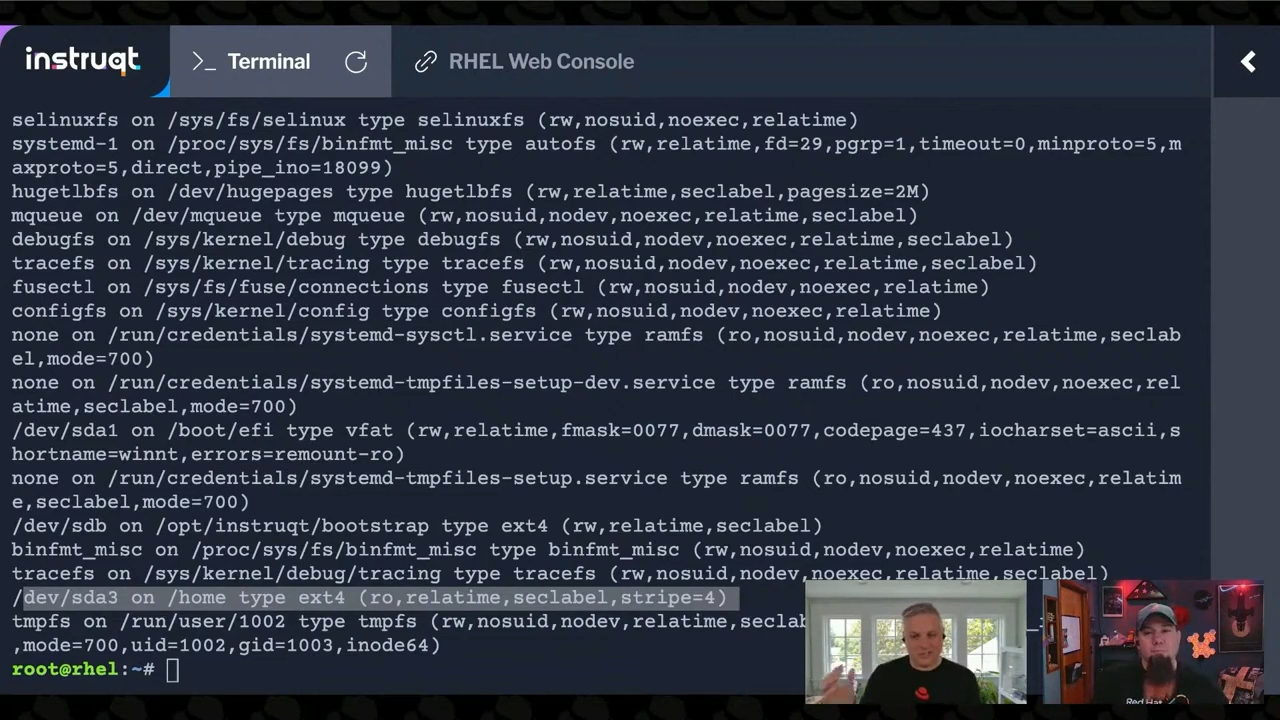 instruqt
>_ Terminal
RHEL Web Console
selinuxfs on /sys/fs/selinux type selinuxfs (rw,nosuid,noexec,relatime)
systemd-1 on /proc/sys/fs/binfmt_misc type autofs (rw,relatime,fd=29,pgrp=1,timeout=0,minproto=5,m
axproto=5,direct,pipe_ino=18099)
hugetlbfs on /dev/hugepages type hugetlbfs (rw,relatime,seclabel,pagesize=2M)
mqueue on /dev/mqueue type mqueue (rw,nosuid,nodev,noexec,relatime,seclabel)
debugfs on /sys/kernel/debug type debugfs (rw,nosuid,nodev,noexec,relatime,seclabel)
tracefs on /sys/kernel/tracing type tracefs (rw,nosuid,nodev,noexec,relatime,seclabel)
fusectl on /sys/fs/fuse/connections type fusectl (rw,nosuid,nodev,noexec,relatime)
configfs on /sys/kernel/config type configfs (rw,nosuid,nodev,noexec,relatime)
none on /run/credentials/systemd-sysctl.service type ramfs (ro,nosuid,nodev,noexec,relatime,seclab
el,mode=700)
none on /run/credentials/systemd-tmpfiles-setup-dev.service type ramfs (ro,nosuid,nodev,noexec,rel
atime,seclabel,mode=700)
/dev/sda1 on /boot/efi type vfat (rw,relatime,fmask=0077,dmask=0077,codepage=437,iocharset=ascii,s
hortname=winnt,errors=remount-ro)
none on /run/credentials/systemd-tmpfiles-setup.service type ramfs (ro,nosuid,nodev,noexec,relatim
e,seclabel,mode=700)
/dev/sdb on /opt/instruqt/bootstrap type ext4 (rw,relatime,seclabel)
binfmt_misc on /proc/sys/fs/binfmt_misc type binfmt_misc (rw,nosuid,nodev,noexec,relatime)
tracefs on /sys/kernel/debug/tracing type tracefs (rw,nosuid,nodev,noexec,relatime,seclabel)
/dev/sda3 on /home type ext4 (ro,relatime,seclabel,stripe=4)
tmpfs on /run/user/1002 type tmpfs (rw,nosuid,nodev,relatime,seclab
,mode=700,uid=1002,gid=1003,inode64)
root@rhel:~#
Red Hat